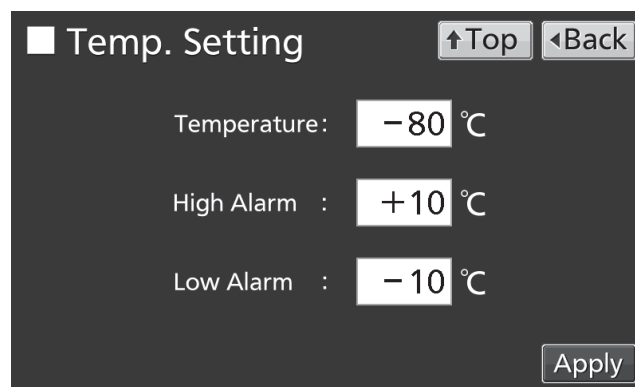 ■ Temp. Setting ↑Top ◂Back
Temperature: −80 ℃
High Alarm : +10 ℃
Low Alarm : −10 ℃
Apply